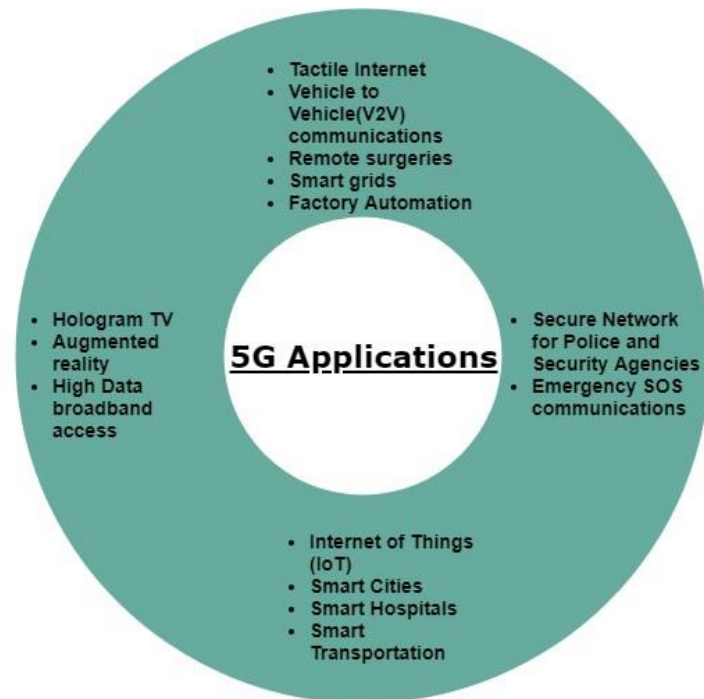 • Tactile Internet
• Vehicle to
Vehicle(V2V)
communications
• Remote surgeries
• Smart grids
• Factory Automation
• Hologram TV
• Augmented
reality
• High Data
broadband
access
5G Applications
• Secure Network
for Police and
Security Agencies
• Emergency SOS
communications
• Internet of Things
(IoT)
• Smart Cities
• Smart Hospitals
• Smart
Transportation